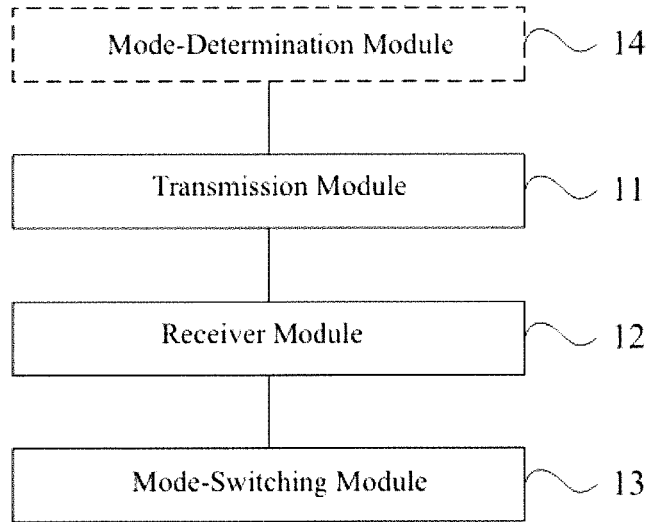 Mode-Determination Module 14
Transmission Module 11
Receiver Module 12
Mode-Switching Module 13